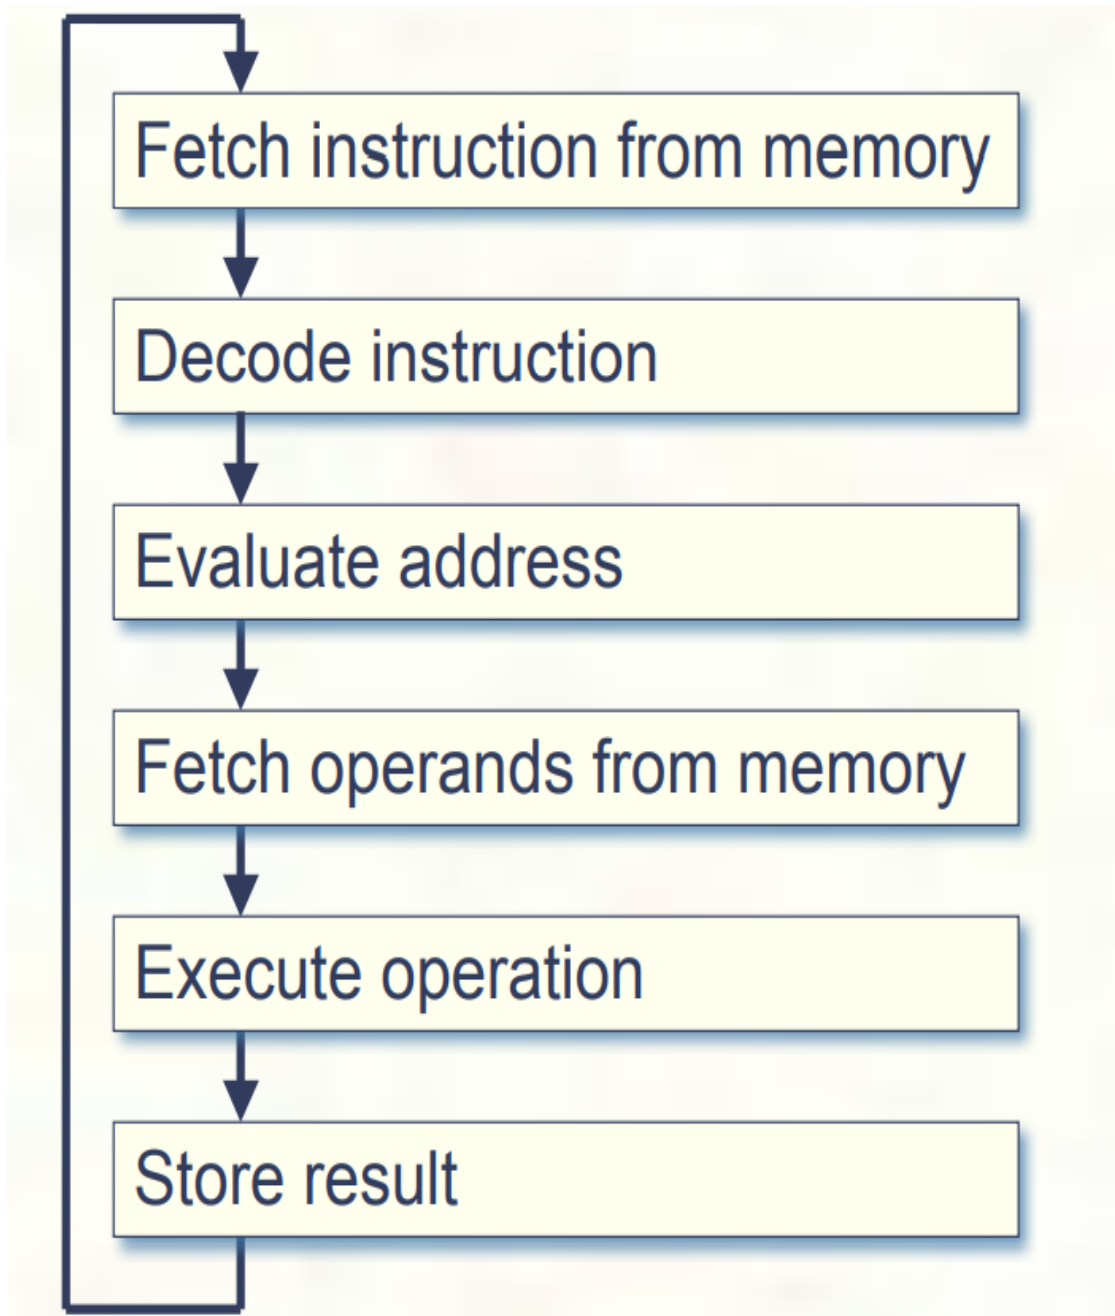 Fetch instruction from memory
Decode instruction
Evaluate address
Fetch operands from memory
Execute operation
Store result